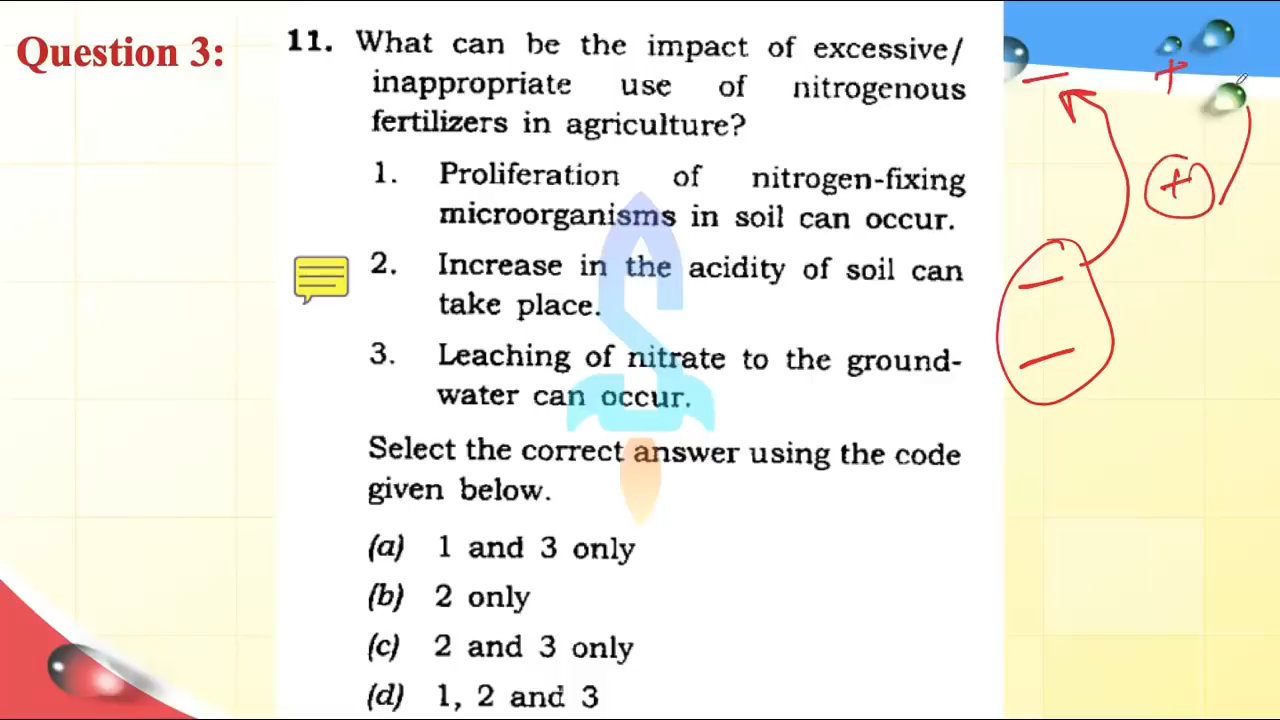 Question 3:
11. What can be the impact of excessive/
inappropriate use of nitrogenous
fertilizers in agriculture?
1. Proliferation of nitrogen-fixing
microorganisms in soil can occur.
2. Increase in the acidity of soil can
take place.
3. Leaching of nitrate to the ground-
water can occur.
Select the correct answer using the code
given below.
(a) 1 and 3 only
(b) 2 only
(c) 2 and 3 only
(d) 1, 2 and 3
− +
+
−
−